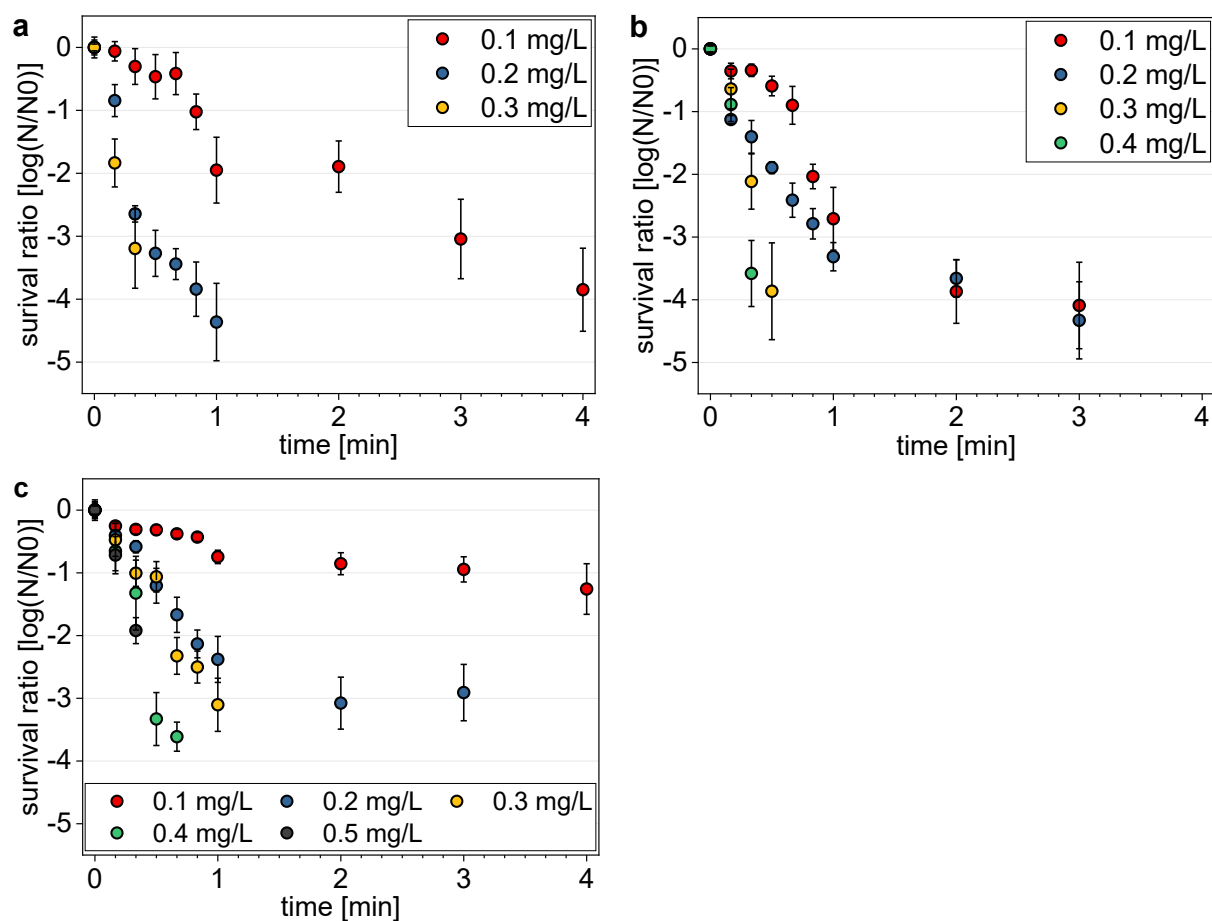 a
surival ratio [log(N/N0)]
0
-1
-2
-3
-4
-5
0 1 2 3 4
time [min]
0.1 mg/L
0.2 mg/L
0.3 mg/L
b
survival ratio [log(N/N0)]
0
-1
-2
-3
-4
-5
0 1 2 3 4
time [min]
0.1 mg/L
0.2 mg/L
0.3 mg/L
0.4 mg/L
c
survival ratio [log(N/N0)]
0
-1
-2
-3
-4
-5
0.1 mg/L 0.2 mg/L 0.3 mg/L
0.4 mg/L 0.5 mg/L
0 1 2 3 4
time [min]